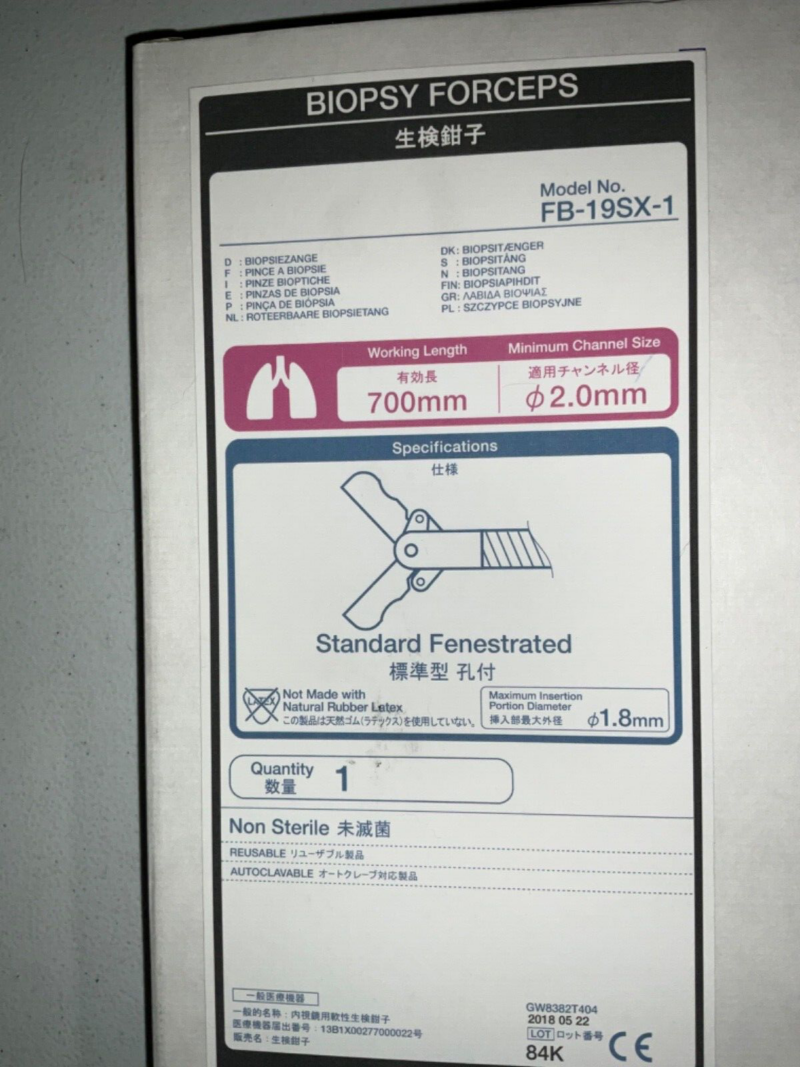 BIOPSY FORCEPS
生検鉗子
Model No.
FB-19SX-1
D : BIOPSIEZANGE
F : PINCE A BIOPSIE
I : PINZE BIOPTICHE
E : PINZAS DE BIOPSIA
P : PINÇA DE BIÓPSIA
NL : ROTEERBAARE BIOPSIETANG
DK: BIOPSITÆNGER
S : BIOPSITÅNG
N : BIOPSITANG
FIN: BIOPSIAPIHDIT
GR: ΛΑΒΙΔΑ ΒΙΟΨΙΑΣ
PL : SZCZYPCE BIOPSYJNE
Working Length
有効長
700mm
Minimum Channel Size
適用チャンネル径
φ2.0mm
Specifications
仕様
Standard Fenestrated
標準型 孔付
LATEX
Not Made with
Natural Rubber Latex
この製品は天然ゴム(ラテックス)を使用していない。
Maximum Insertion
Portion Diameter
挿入部最大外径
φ1.8mm
Quantity
数量
1
Non Sterile 未滅菌
REUSABLE リユーザブル製品
AUTOCLAVABLE オートクレーブ対応製品
一般医療機器
一般的名称：内視鏡用軟性生検鉗子
医療機器届出番号：13B1X00277000022号
販売名：生検鉗子
GW8382T404
2018 05 22
LOT ロット番号
84K
CE